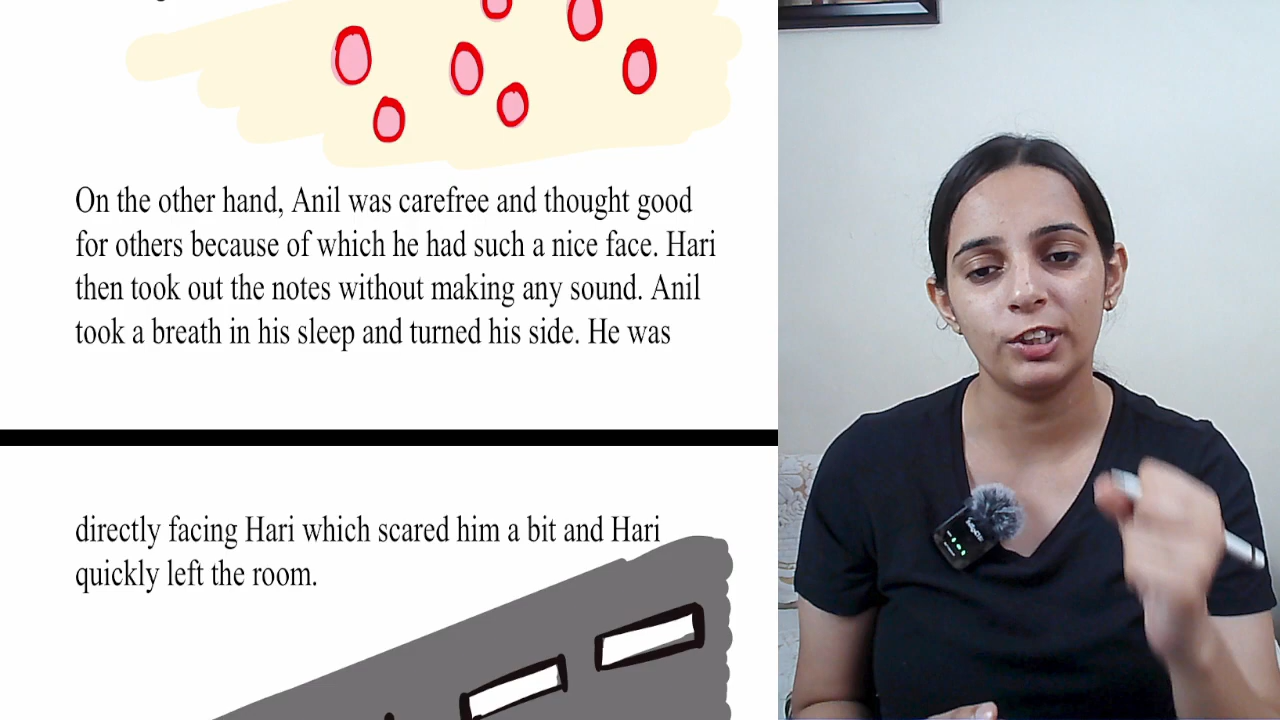 On the other hand, Anil was carefree and thought good
for others because of which he had such a nice face. Hari
then took out the notes without making any sound. Anil
took a breath in his sleep and turned his side. He was
directly facing Hari which scared him a bit and Hari
quickly left the room.